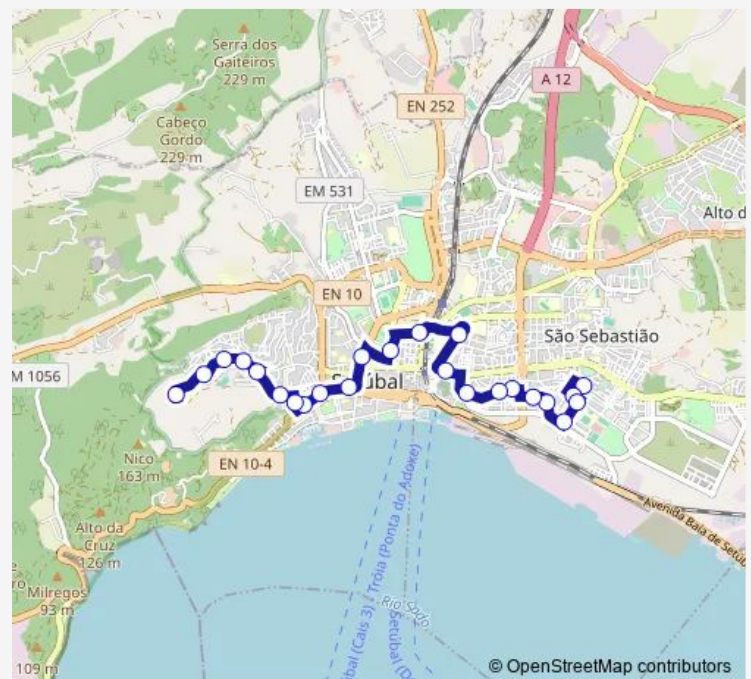 Serra dos
Gaiteiros
229 m
Cabeço
Gordo
229 m
EN 252
A 12
EM 531
Alto d
EN 10
São Sebastião
M 1056
Nico
163 m
EN 10-4
Alto da
Cruz
126 m
Milregos
93 m
109 m
Tróia (Ponta do Adoxe)
Rio Sado
Avenida Baía de Setúb
© OpenStreetMap contributors